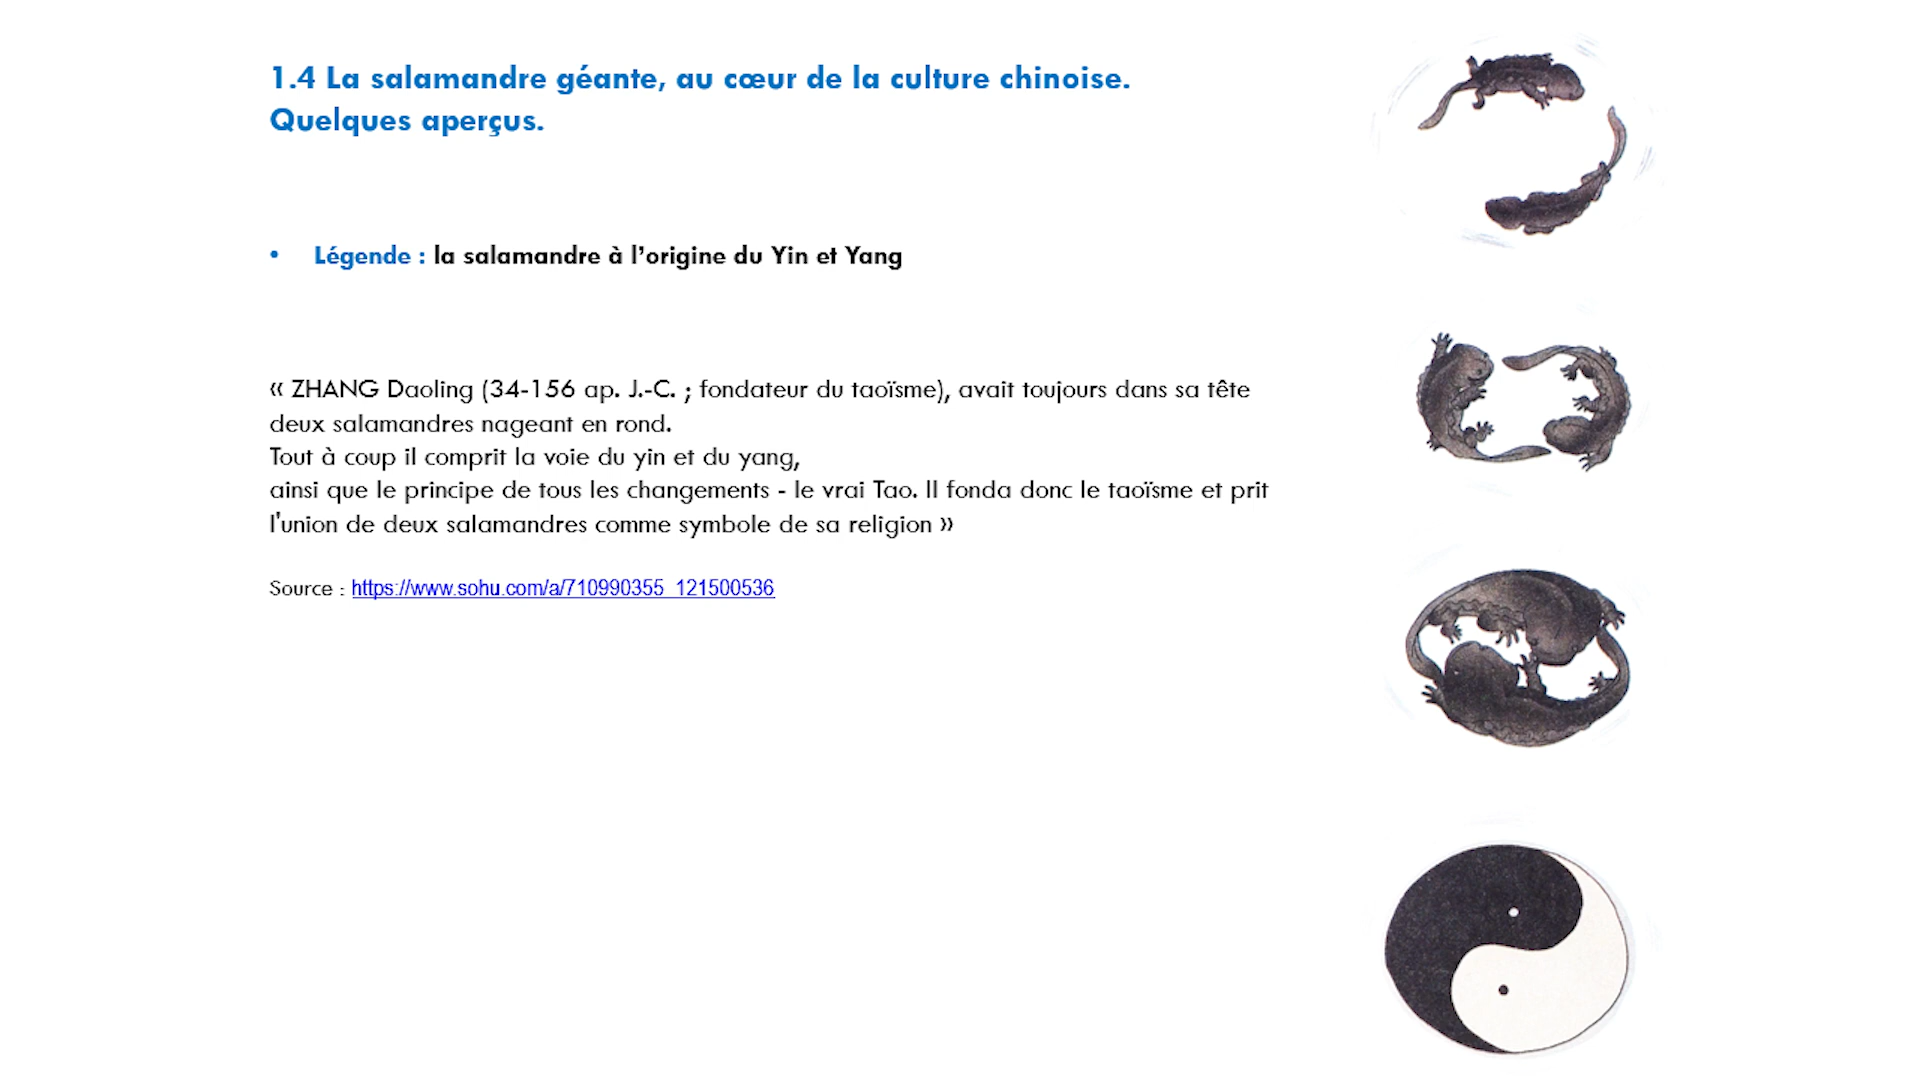 1.4 La salamandre géante, au cœur de la culture chinoise.
Quelques aperçus.
• Légende : la salamandre à l’origine du Yin et Yang
« ZHANG Daoling (34-156 ap. J.-C. ; fondateur du taoïsme), avait toujours dans sa tête
deux salamandres nageant en rond.
Tout à coup il comprit la voie du yin et du yang,
ainsi que le principe de tous les changements - le vrai Tao. Il fonda donc le taoïsme et prit
l'union de deux salamandres comme symbole de sa religion »
Source : https://www.sohu.com/a/710990355_121500536